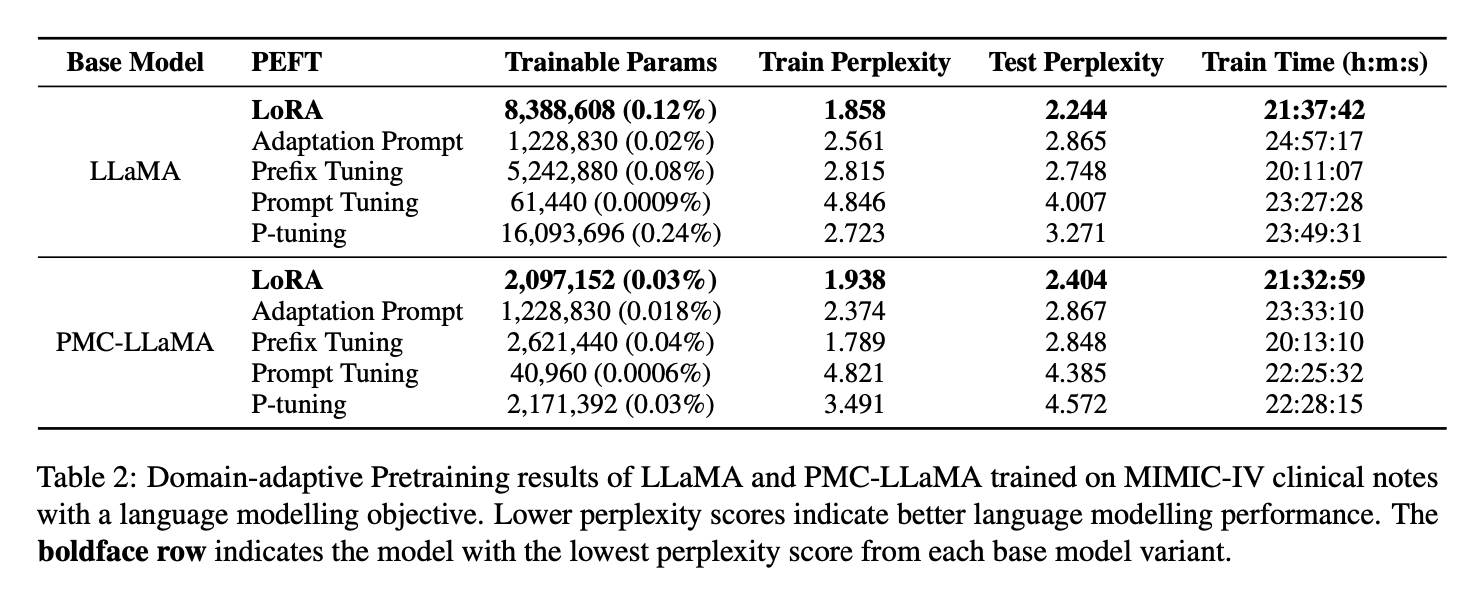 Base Model PEFT Trainable Params Train Perplexity Test Perplexity Train Time (h:m:s)
LoRA 8,388,608 (0.12%) 1.858 2.244 21:37:42
Adaptation Prompt 1,228,830 (0.02%) 2.561 2.865 24:57:17
LLaMA Prefix Tuning 5,242,880 (0.08%) 2.815 2.748 20:11:07
Prompt Tuning 61,440 (0.0009%) 4.846 4.007 23:27:28
P-tuning 16,093,696 (0.24%) 2.723 3.271 23:49:31
LoRA 2,097,152 (0.03%) 1.938 2.404 21:32:59
Adaptation Prompt 1,228,830 (0.018%) 2.374 2.867 23:33:10
PMC-LLaMA Prefix Tuning 2,621,440 (0.04%) 1.789 2.848 20:13:10
Prompt Tuning 40,960 (0.0006%) 4.821 4.385 22:25:32
P-tuning 2,171,392 (0.03%) 3.491 4.572 22:28:15
Table 2: Domain-adaptive Pretraining results of LLaMA and PMC-LLaMA trained on MIMIC-IV clinical notes
with a language modelling objective. Lower perplexity scores indicate better language modelling performance. The
boldface row indicates the model with the lowest perplexity score from each base model variant.